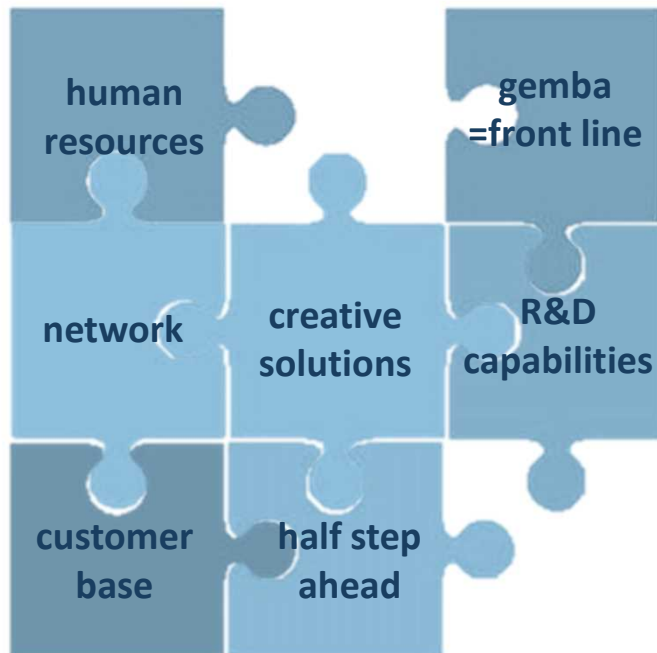 human
resources
gemba
=front line
network
creative
solutions
R&D
capabilities
customer
base
half step
ahead